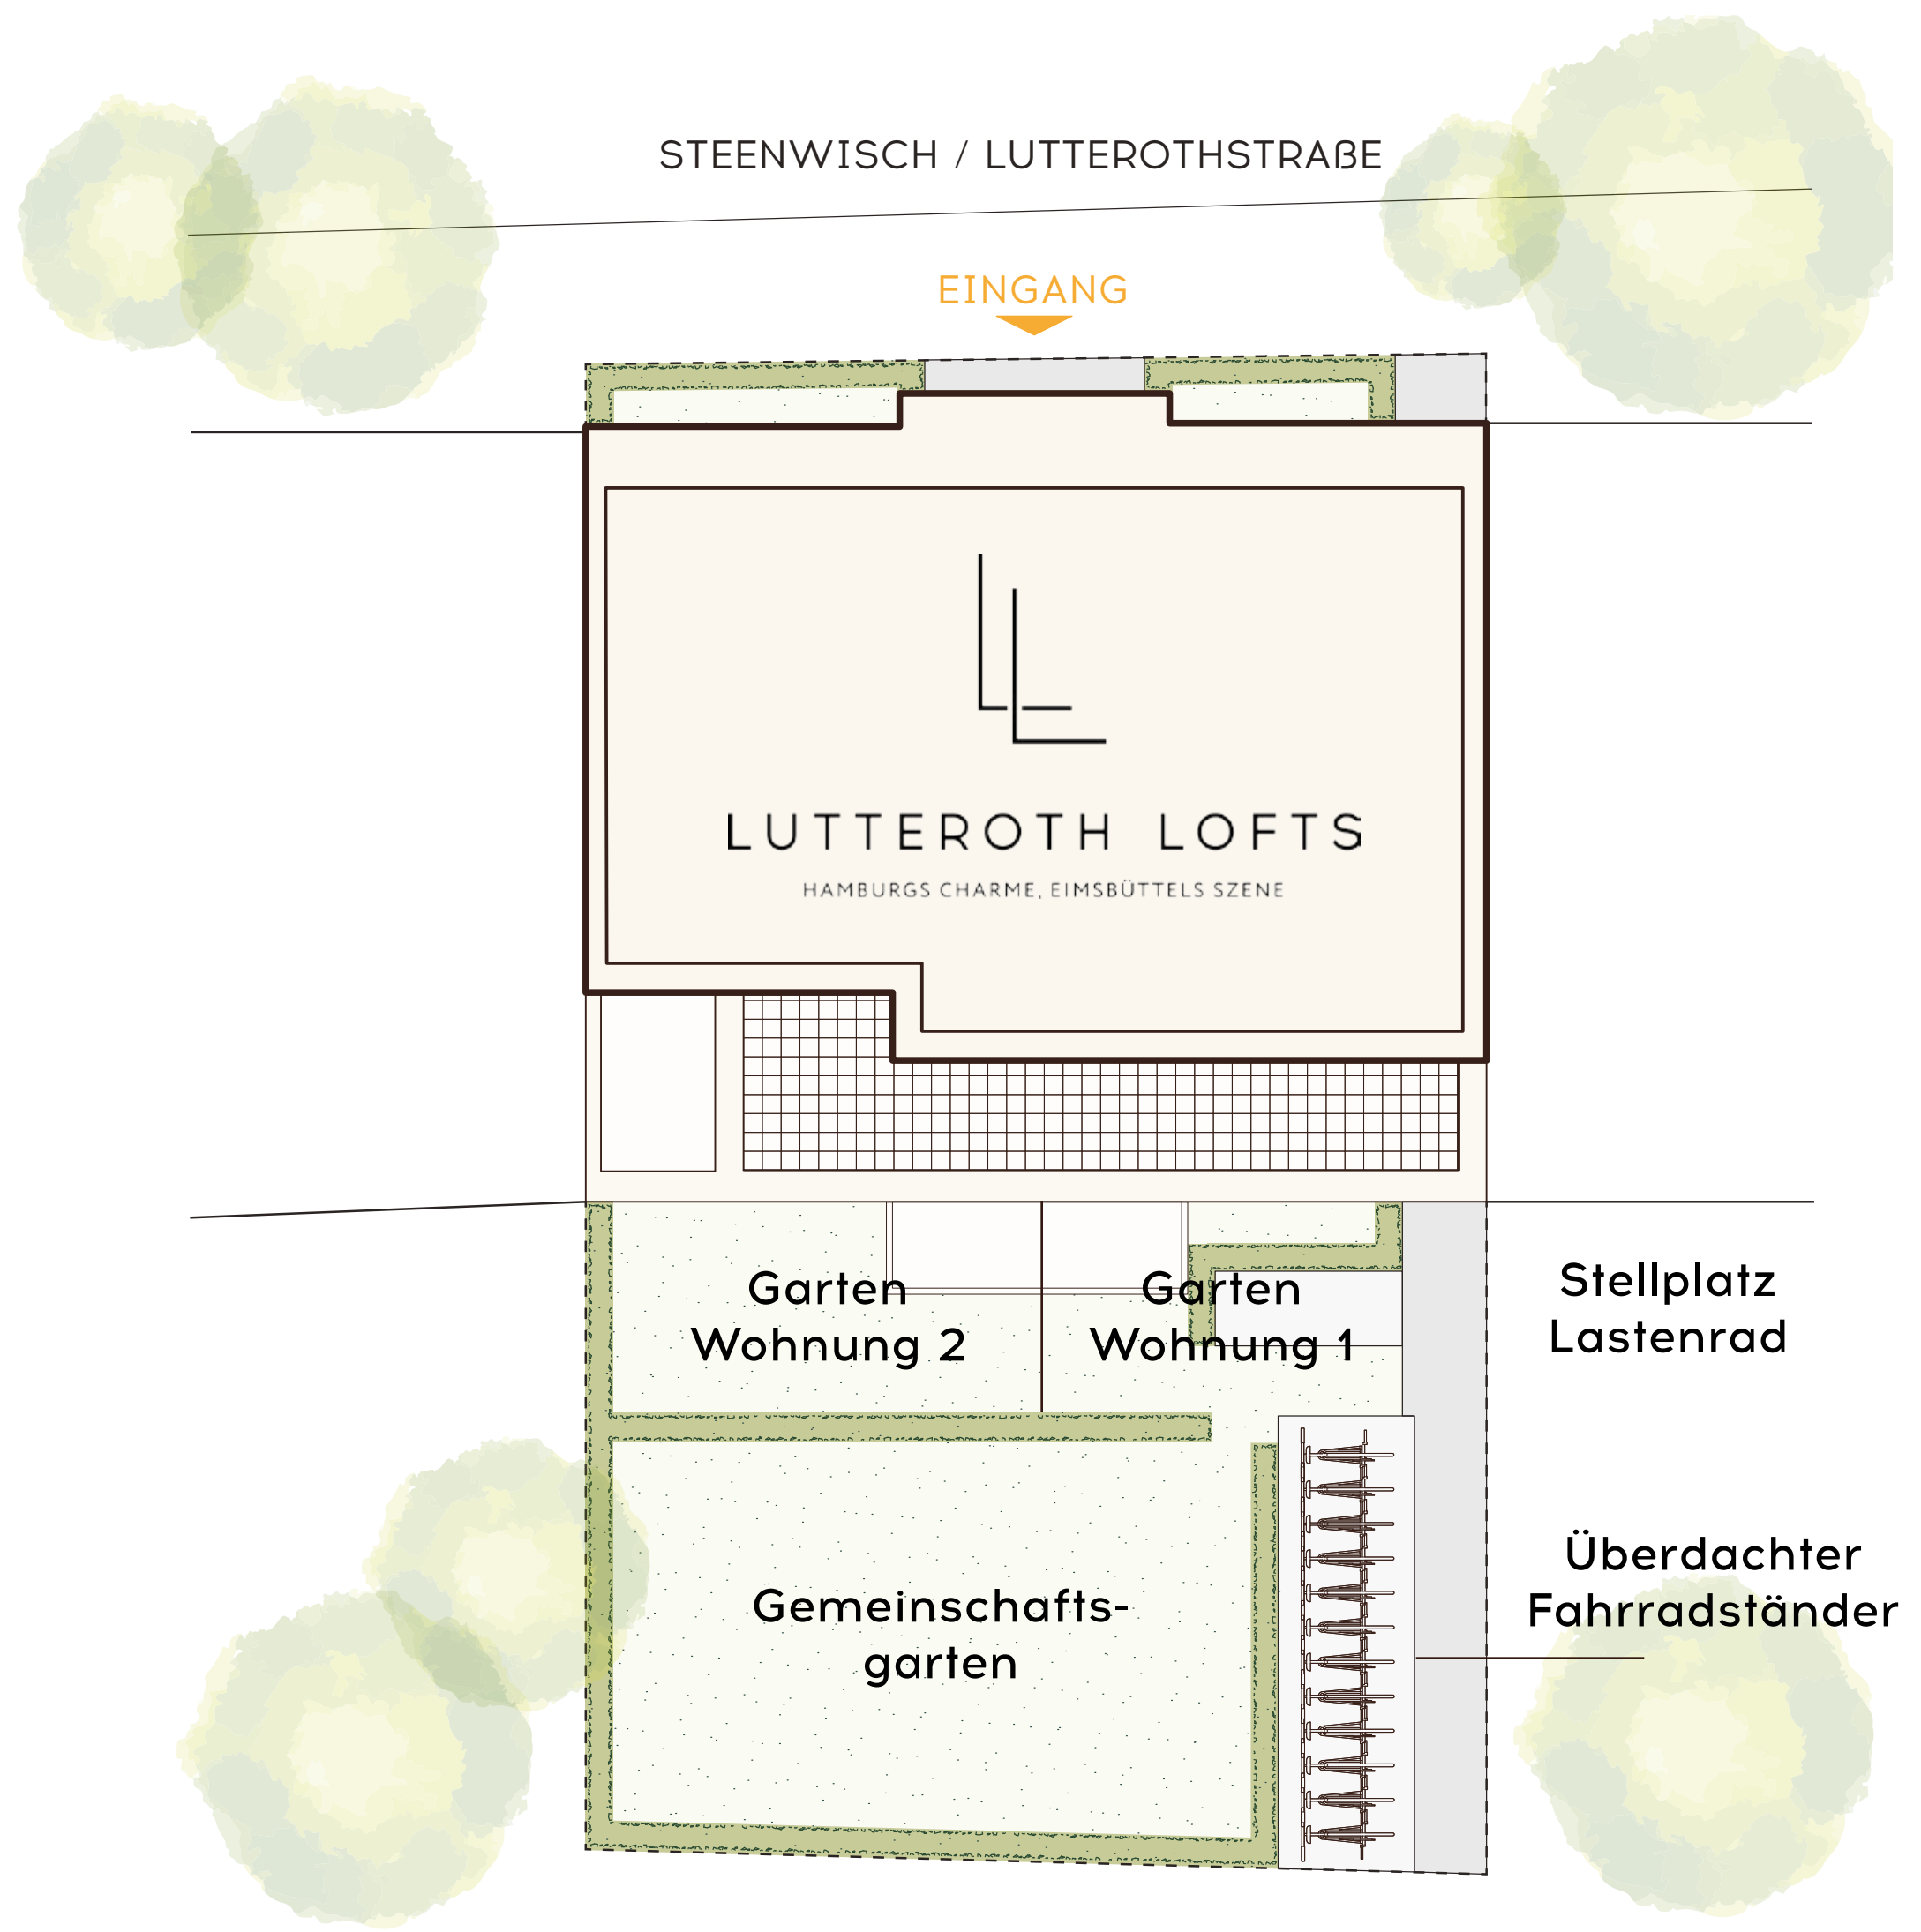 STEENWISCH / LUTTEROTHSTRAßE
EINGANG
LL
LUTTEROTH LOFTS
HAMBURGS CHARME, EIMSBÜTTELS SZENE
Garten
Wohnung 2
Garten
Wohnung 1
Stellplatz
Lastenrad
Gemeinschafts-
garten
Überdachter
Fahrradständer